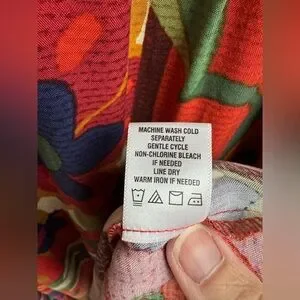 MACHINE WASH COLD
SEPARATELY
GENTLE CYCLE
NON-CHLORINE BLEACH
IF NEEDED
LINE DRY
WARM IRON IF NEEDED